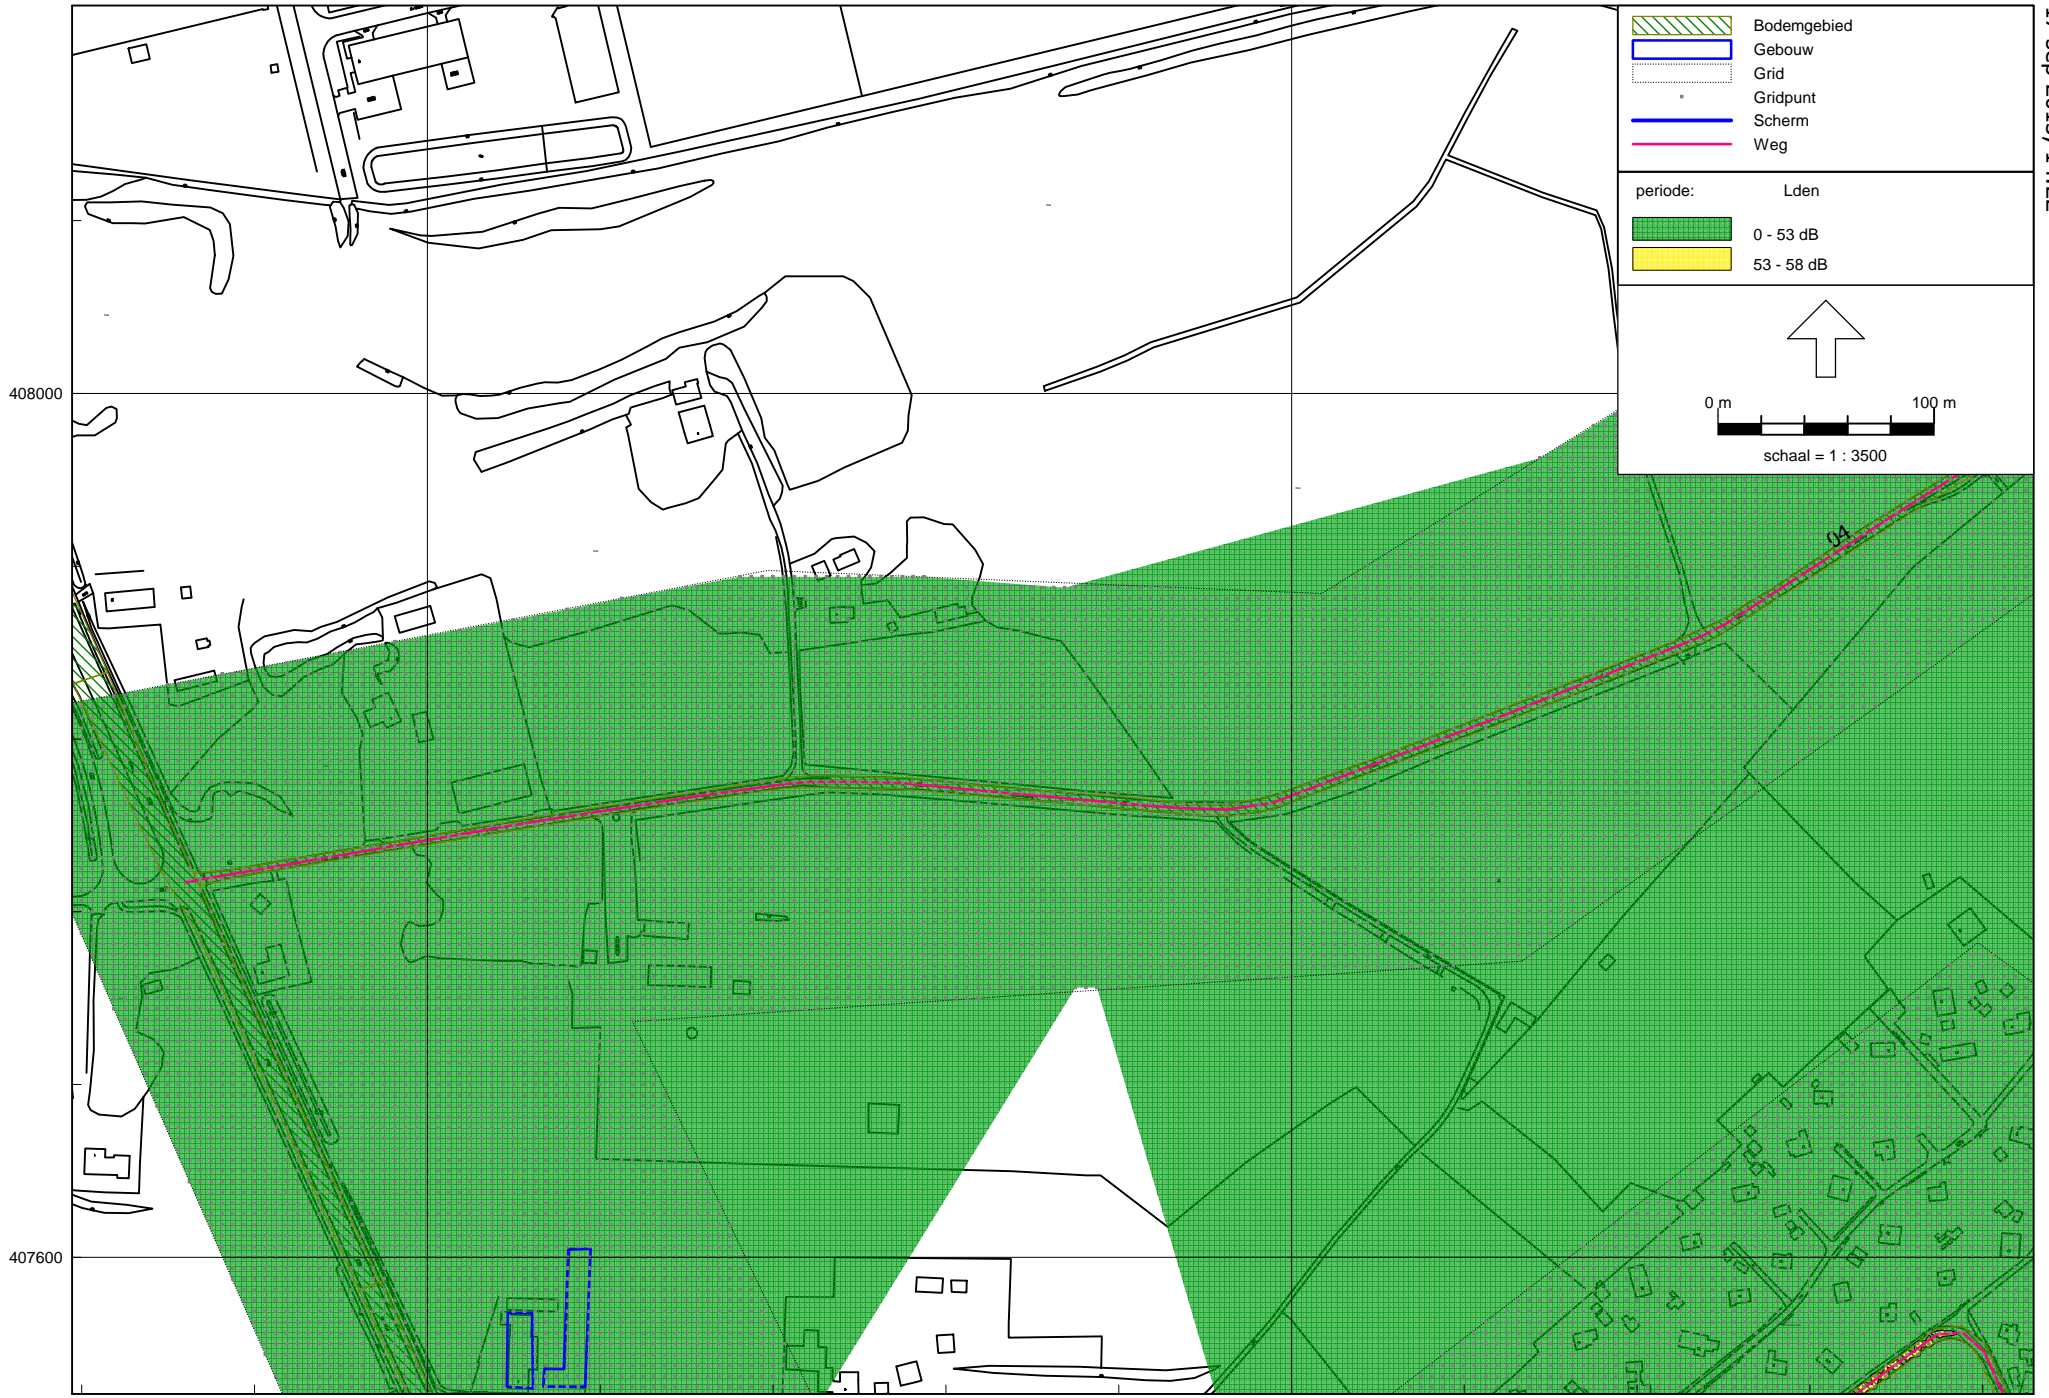 Bodemgebied
Gebouw
Grid
Gridpunt
Scherm
Weg
periode: Lden
0 - 53 dB
53 - 58 dB
0 m 100 m
schaal = 1 : 3500
408000
04
407600